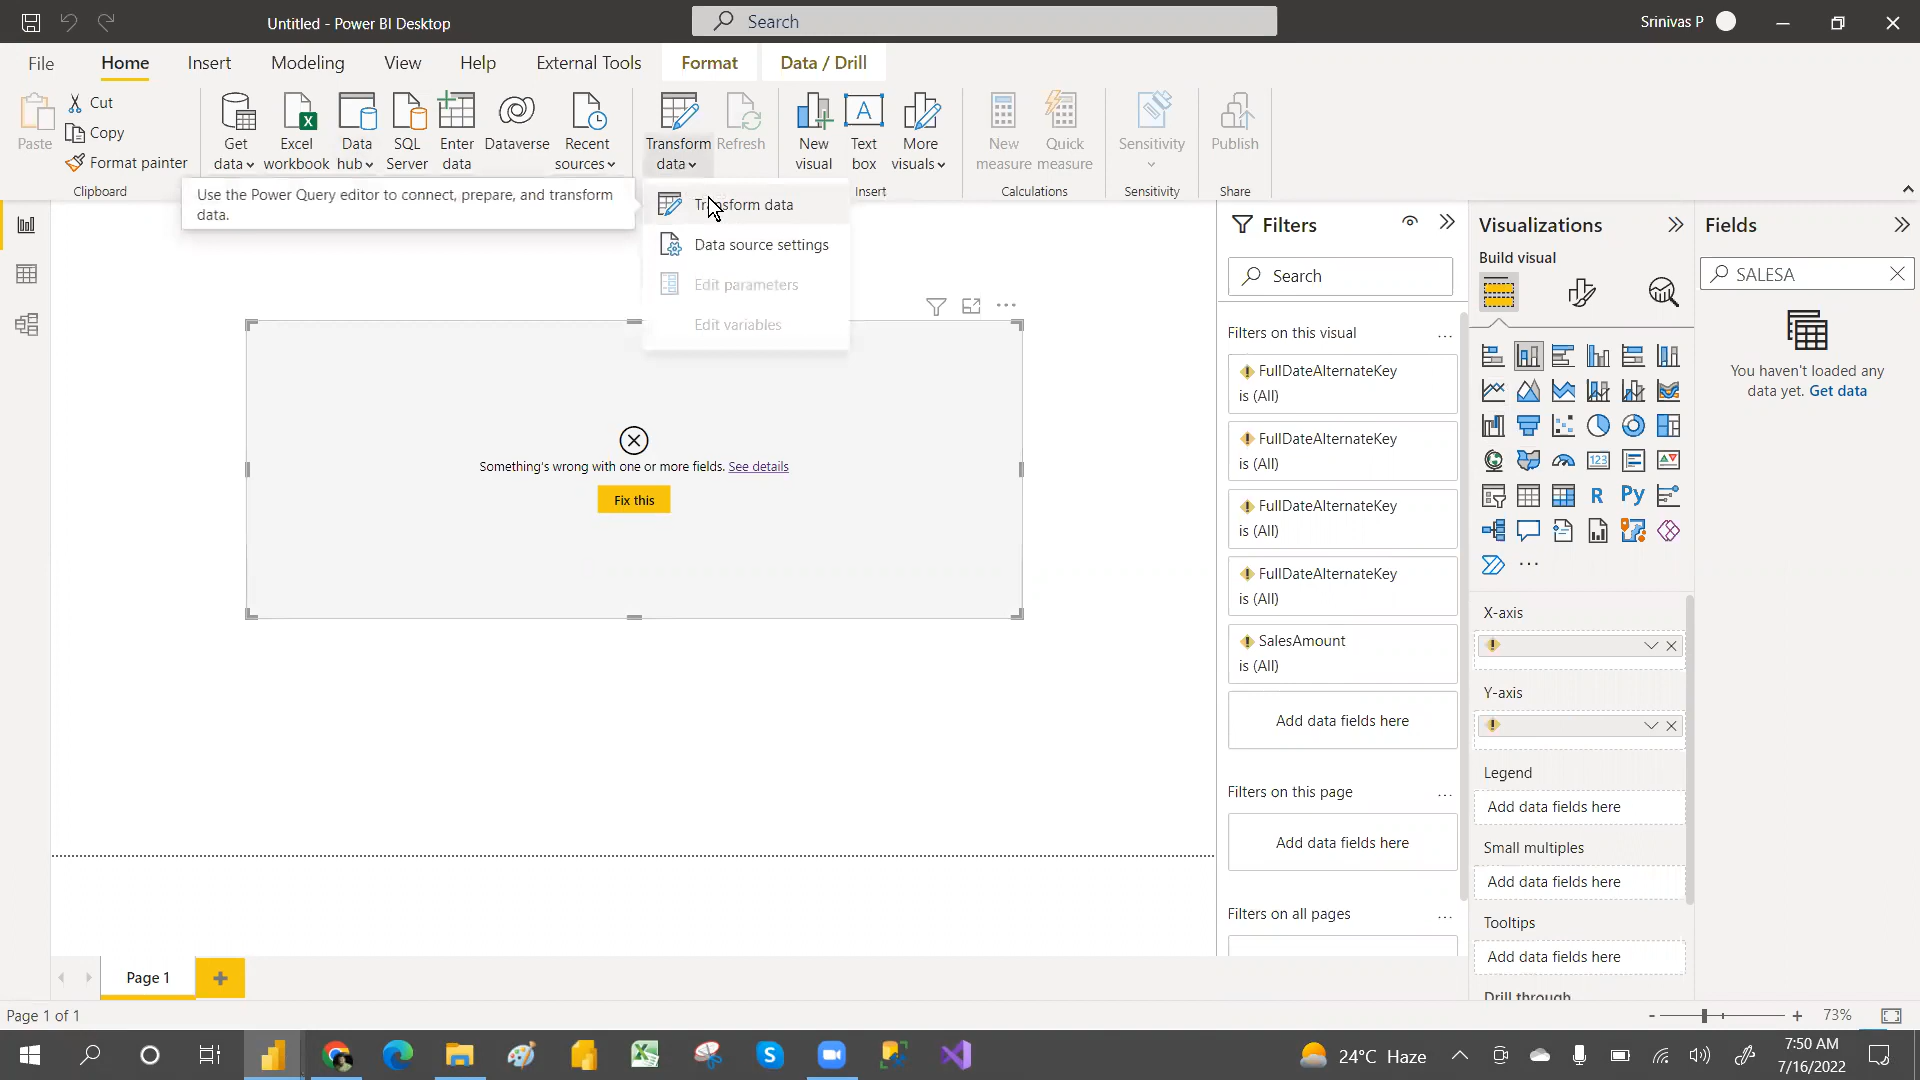 Untitled - Power BI Desktop
Search
Srinivas P
File
Home
Insert
Modeling
View
Help
External Tools
Format
Data / Drill
Paste
Cut
Copy
Format painter
Clipboard
Get data
Excel workbook
Data hub
SQL Server
Enter data
Dataverse
Recent sources
Transform data
Refresh
New visual
Text box
More visuals
Insert
New measure
Quick measure
Calculations
Sensitivity
Sensitivity
Publish
Share
Use the Power Query editor to connect, prepare, and transform
data.
Transform data
Data source settings
Edit parameters
Edit variables
Something's wrong with one or more fields. See details
Fix this
Filters
Search
Filters on this visual
FullDateAlternateKey
is (All)
FullDateAlternateKey
is (All)
FullDateAlternateKey
is (All)
FullDateAlternateKey
is (All)
SalesAmount
is (All)
Add data fields here
Filters on this page
Add data fields here
Filters on all pages
Visualizations
Build visual
123
R
Py
X-axis
Y-axis
Legend
Add data fields here
Small multiples
Add data fields here
Tooltips
Add data fields here
Drill through
Fields
SALESA
You haven't loaded any
data yet. Get data
Page 1
Page 1 of 1
73%
24°C Haze
7:50 AM
7/16/2022